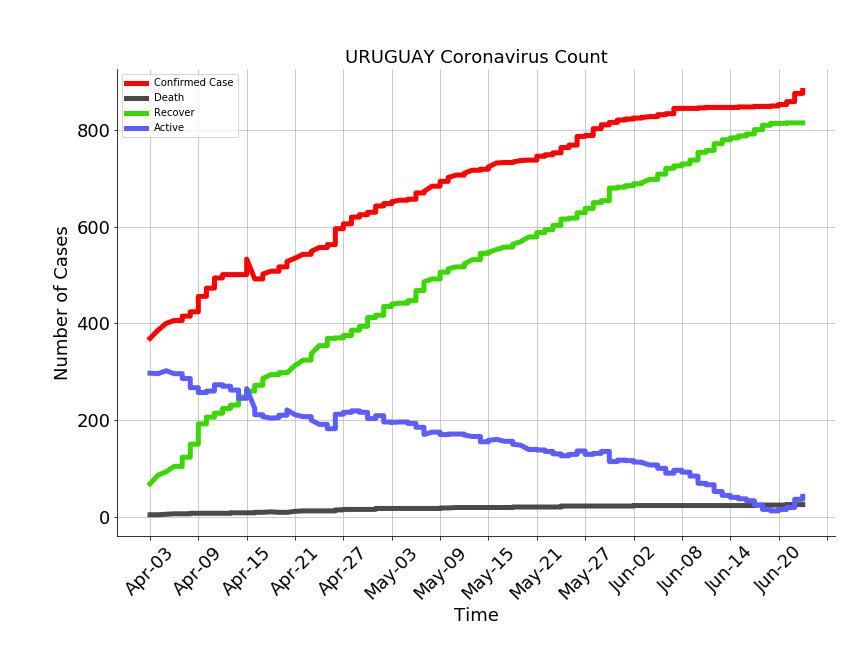 URUGUAY Coronavirus Count
Confirmed Case
Death
Recover
Active
Number of Cases
800
600
400
200
0
Apr-03
Apr-09
Apr-15
Apr-21
Apr-27
May-03
May-09
May-15
May-21
May-27
Jun-02
Jun-08
Jun-14
Jun-20
Time